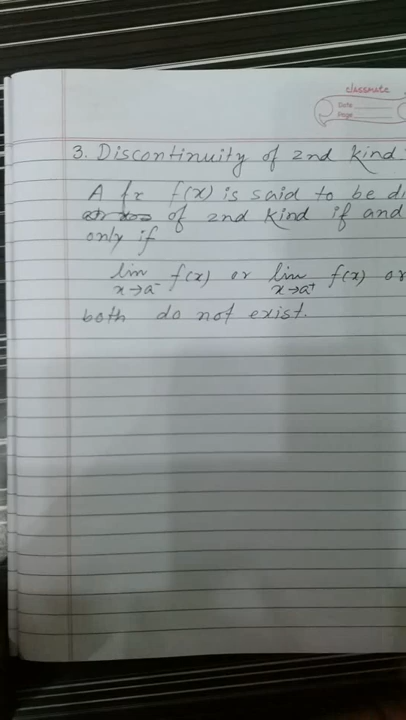 classmate
Date
Page
3. Discontinuity of 2nd kind
A fx f(x) is said to be di
of 2nd kind if and
only if
lim x→a⁻ f(x) or lim x→a⁺ f(x) or
both do not exist.